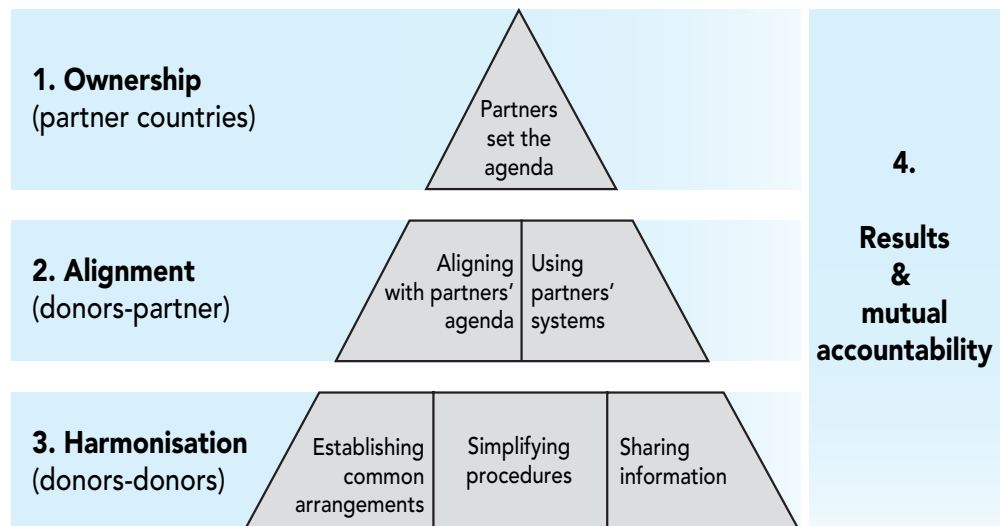 1. Ownership
(partner countries)
Partners
set the
agenda
2. Alignment
(donors-partner)
Aligning
with partners’
agenda
Using
partners’
systems
3. Harmonisation
(donors-donors)
Establishing
common
arrangements
Simplifying
procedures
Sharing
information
4.
Results
&
mutual
accountability